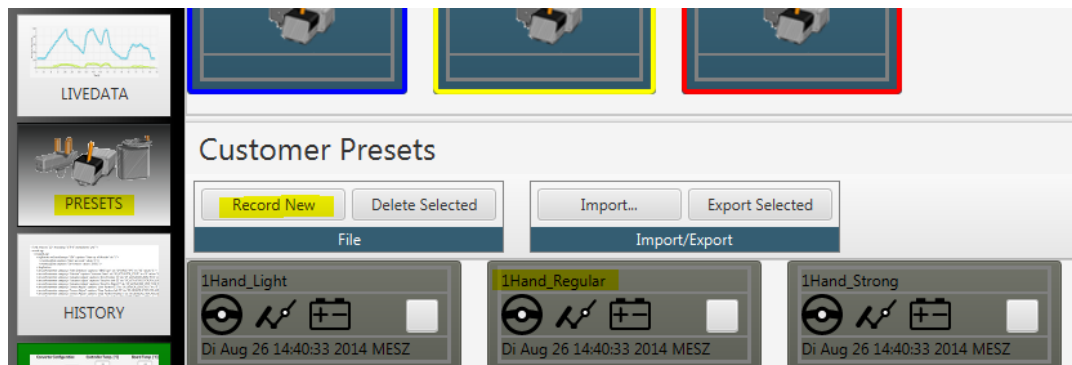 LIVEDATA
PRESETS
HISTORY
Customer Presets
Record New
Delete Selected
File
Import...
Export Selected
Import/Export
1Hand_Light
Di Aug 26 14:40:33 2014 MESZ
1Hand_Regular
Di Aug 26 14:40:33 2014 MESZ
1Hand_Strong
Di Aug 26 14:40:33 2014 MESZ